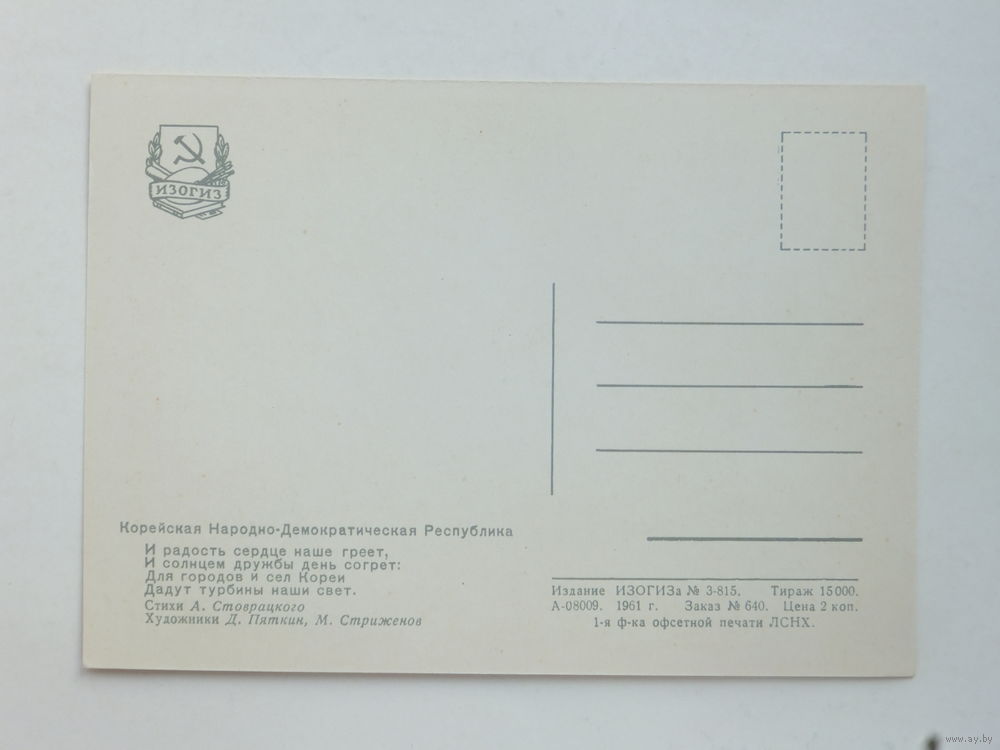 ИЗОГИЗ
Корейская Народно-Демократическая Республика
И радость сердце наше греет,
И солнцем дружбы день согрет:
Для городов и сел Кореи
Дадут турбины наши свет.
Стихи А. Стоврацкого
Художники Д. Пяткин, М. Стриженов
Издание ИЗОГИЗа № 3-815. Тираж 15000.
А-08009. 1961 г. Заказ № 640. Цена 2 коп.
1-я ф-ка офсетной печати ЛСНХ.
www.ay.by